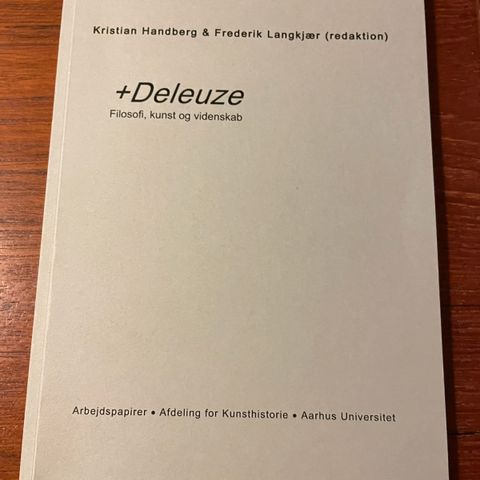 Kristian Handberg & Frederik Langkjær (redaktion)
+Deleuze
Filosofi, kunst og videnskab
Arbejdspapirer • Afdeling for Kunsthistorie • Aarhus Universitet